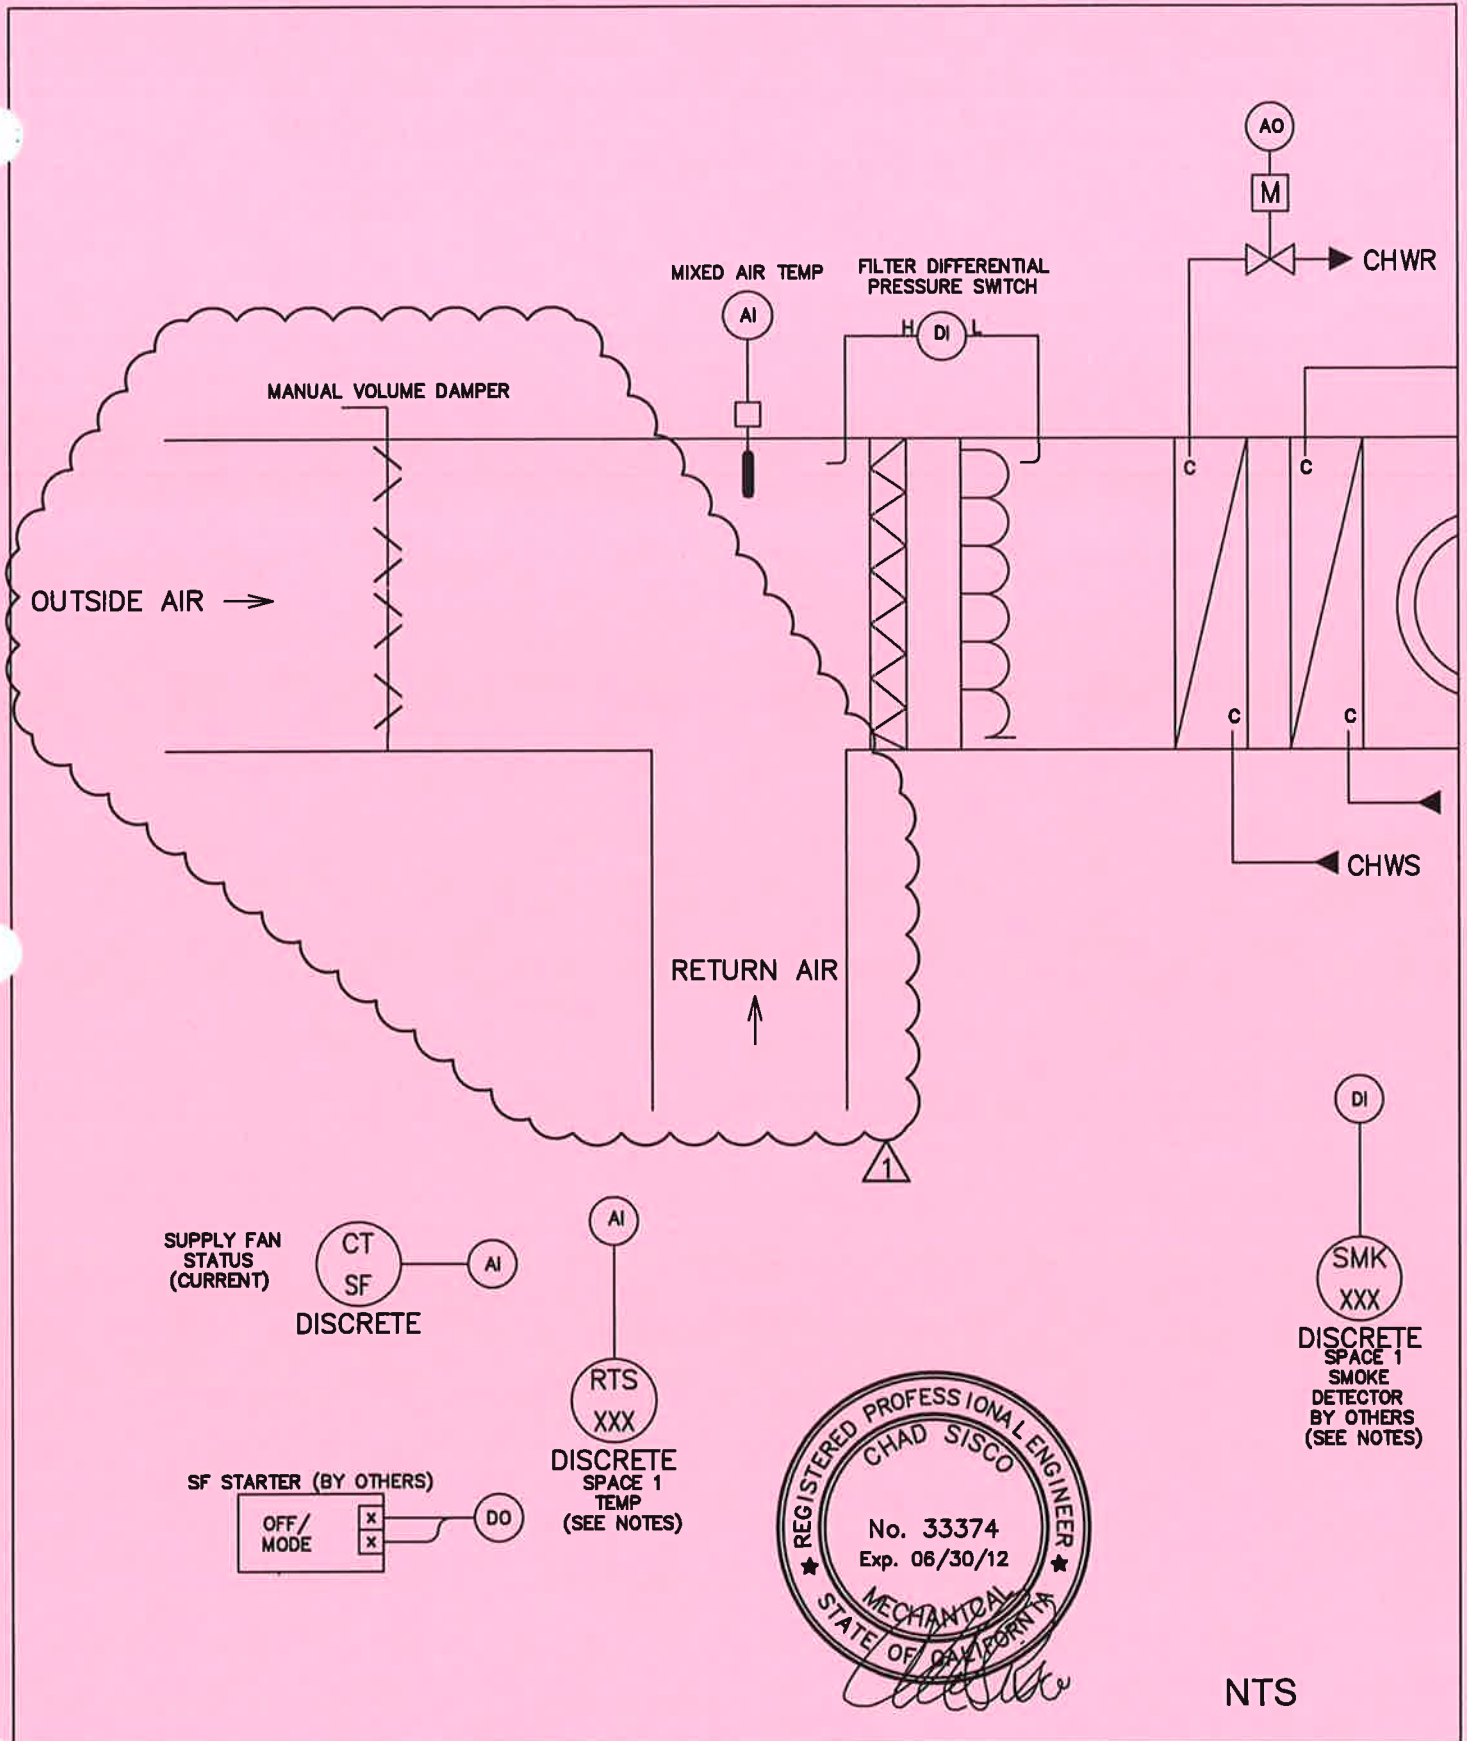 AO
M
CHWR
MIXED AIR TEMP
AI
FILTER DIFFERENTIAL
PRESSURE SWITCH
H
DI
L
MANUAL VOLUME DAMPER
C
C
OUTSIDE AIR
C
C
CHWS
RETURN AIR
1
DI
SMK
XXX
DISCRETE
SPACE 1
SMOKE
DETECTOR
BY OTHERS
(SEE NOTES)
SUPPLY FAN
STATUS
(CURRENT)
CT
SF
AI
DISCRETE
AI
RTS
XXX
DISCRETE
SPACE 1
TEMP
(SEE NOTES)
SF STARTER (BY OTHERS)
OFF/
MODE
X
X
DO
REGISTERED PROFESSIONAL ENGINEER
CHAD SISCO
No. 33374
Exp. 06/30/12
MECHANICAL
STATE OF CALIFORNIA
Chad Sisco
NTS